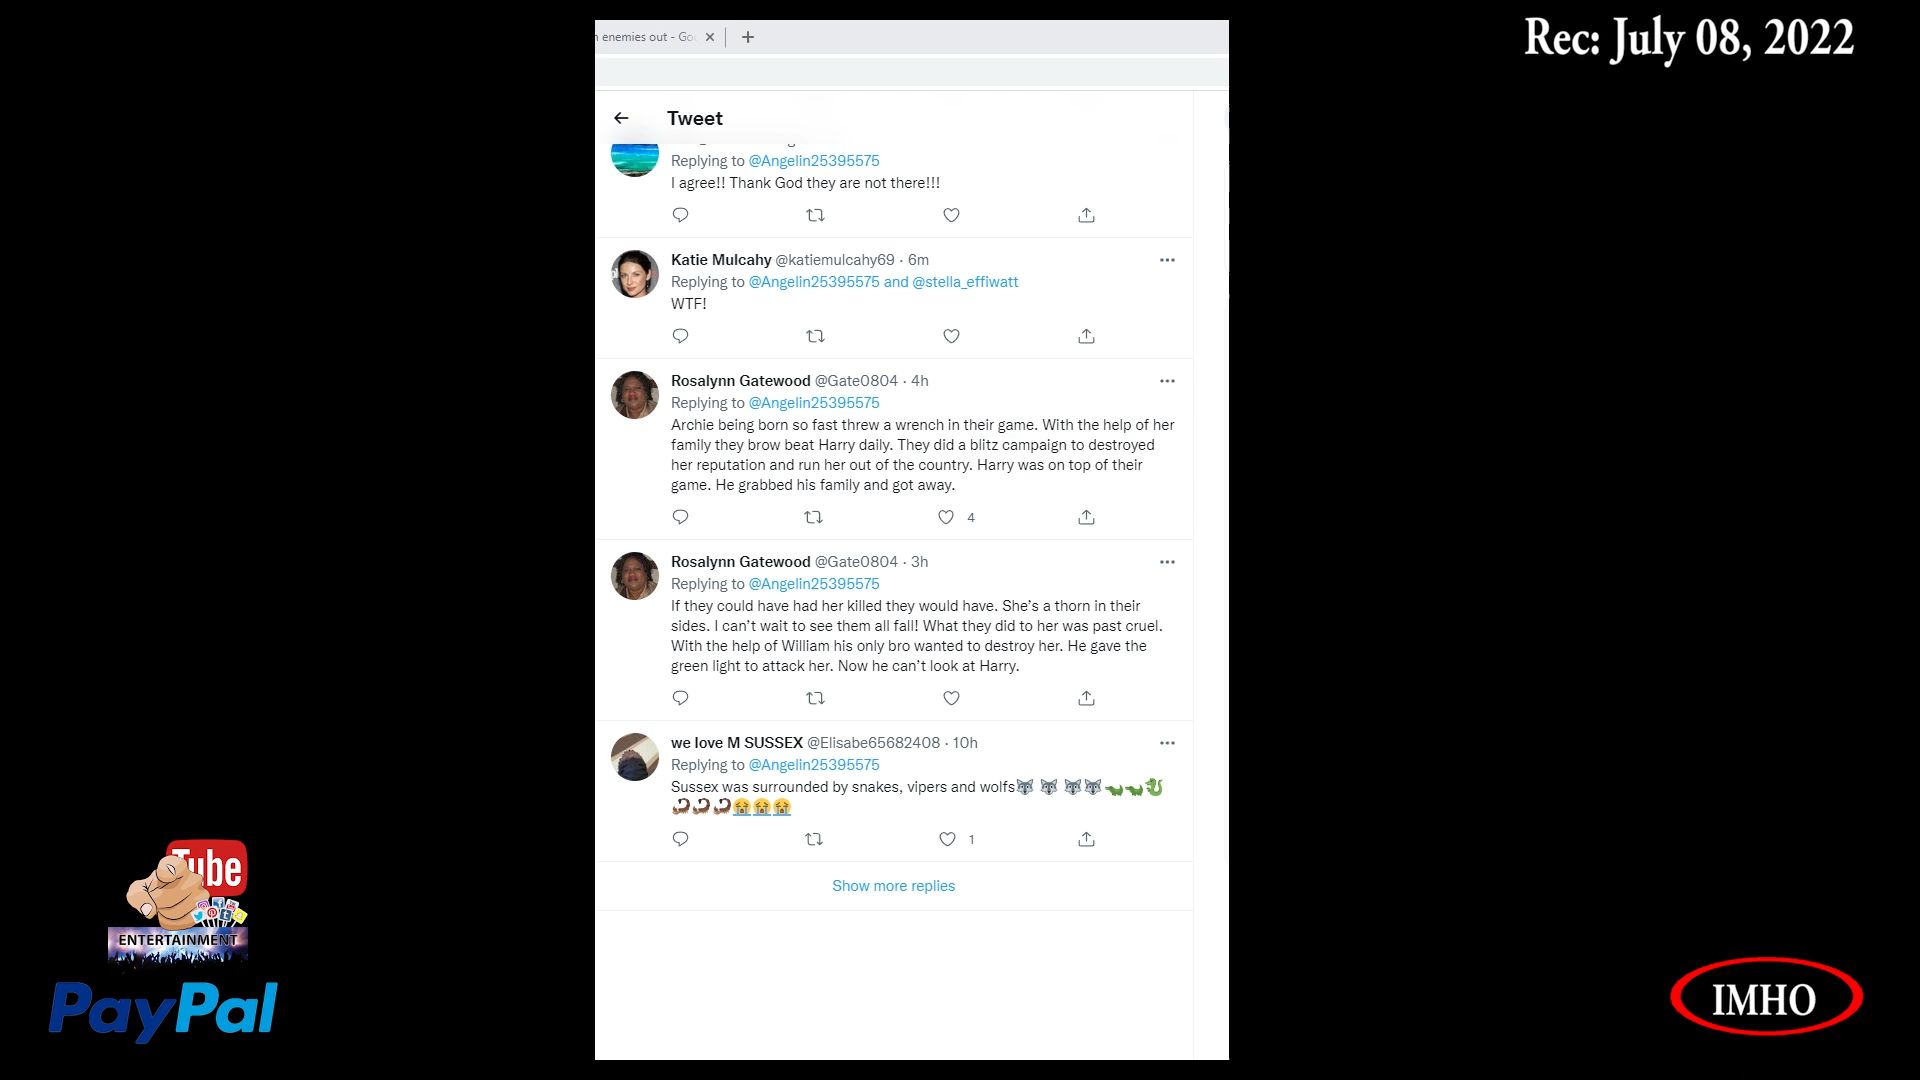 Rec: July 08, 2022
enemies out - Go
Tweet
Replying to @Angelin25395575
I agree!! Thank God they are not there!!!
Katie Mulcahy @katiemulcahy69 · 6m
Replying to @Angelin25395575 and @stella_effiwatt
WTF!
Rosalynn Gatewood @Gate0804 · 4h
Replying to @Angelin25395575
Archie being born so fast threw a wrench in their game. With the help of her
family they brow beat Harry daily. They did a blitz campaign to destroyed
her reputation and run her out of the country. Harry was on top of their
game. He grabbed his family and got away.
4
Rosalynn Gatewood @Gate0804 · 3h
Replying to @Angelin25395575
If they could have had her killed they would have. She's a thorn in their
sides. I can't wait to see them all fall! What they did to her was past cruel.
With the help of William his only bro wanted to destroy her. He gave the
green light to attack her. Now he can't look at Harry.
we love M SUSSEX @Elisabe65682408 · 10h
Replying to @Angelin25395575
Sussex was surrounded by snakes, vipers and wolfs🐺 🐺 🐺🐺🐊🐊🐉
🦂🦂🦂😭😭😭
1
Show more replies
Tube
ENTERTAINMENT
PayPal
IMHO